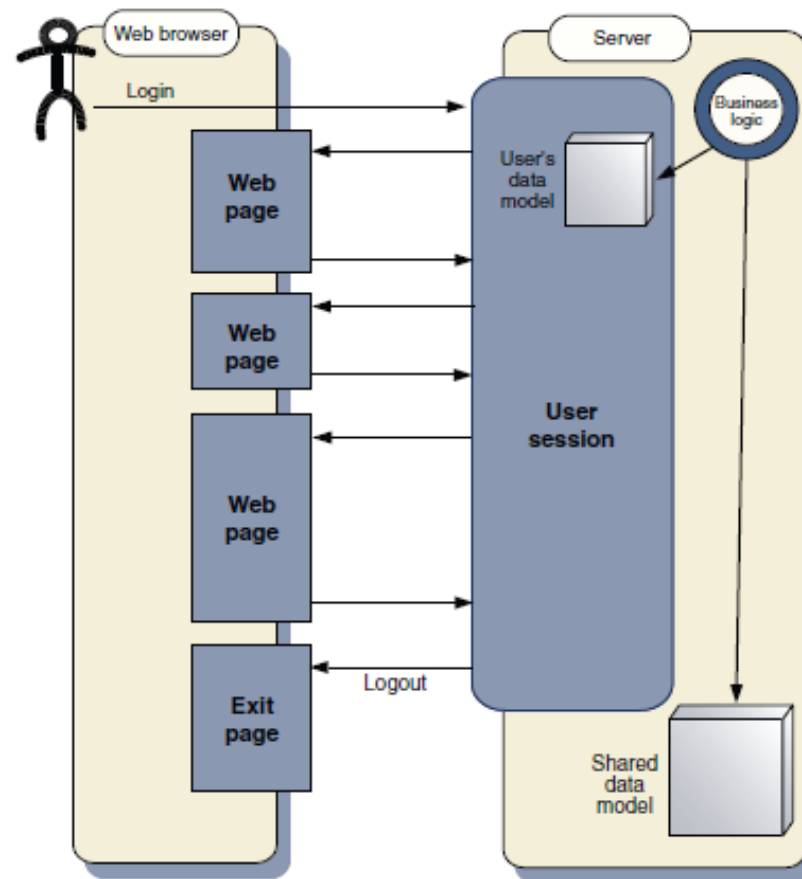 Web browser
Server
Login
Business
logic
User's
data
model
Web
page
Web
page
User
session
Web
page
Logout
Exit
page
Shared
data
model